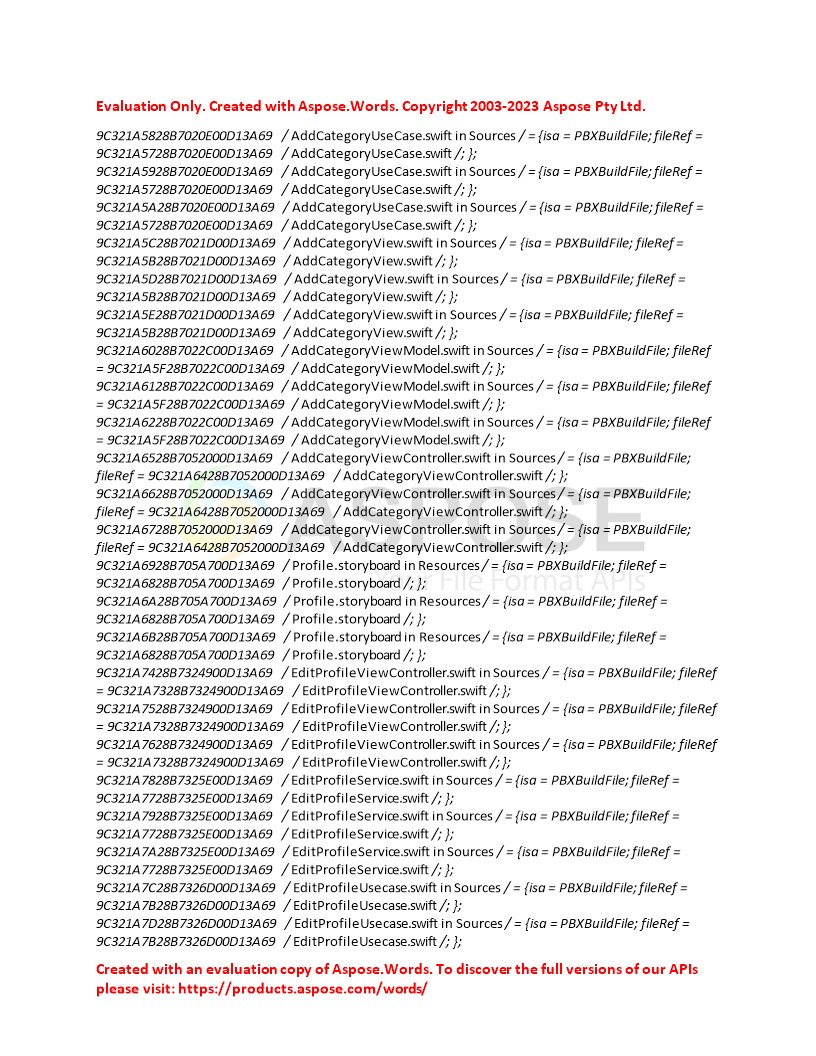 Evaluation Only. Created with Aspose.Words. Copyright 2003-2023 Aspose Pty Ltd.
9C321A5828B7020E00D13A69 / AddCategoryUseCase.swift in Sources / = {isa = PBXBuildFile; fileRef =
9C321A5728B7020E00D13A69 / AddCategoryUseCase.swift /; };
9C321A5928B7020E00D13A69 / AddCategoryUseCase.swift in Sources / = {isa = PBXBuildFile; fileRef =
9C321A5728B7020E00D13A69 / AddCategoryUseCase.swift /; };
9C321A5A28B7020E00D13A69 / AddCategoryUseCase.swift in Sources / = {isa = PBXBuildFile; fileRef =
9C321A5728B7020E00D13A69 / AddCategoryUseCase.swift /; };
9C321A5C28B7021D00D13A69 / AddCategoryView.swift in Sources / = {isa = PBXBuildFile; fileRef =
9C321A5B28B7021D00D13A69 / AddCategoryView.swift /; };
9C321A5D28B7021D00D13A69 / AddCategoryView.swift in Sources / = {isa = PBXBuildFile; fileRef =
9C321A5B28B7021D00D13A69 / AddCategoryView.swift /; };
9C321A5E28B7021D00D13A69 / AddCategoryView.swift in Sources / = {isa = PBXBuildFile; fileRef =
9C321A5B28B7021D00D13A69 / AddCategoryView.swift /; };
9C321A6028B7022C00D13A69 / AddCategoryViewModel.swift in Sources / = {isa = PBXBuildFile; fileRef
= 9C321A5F28B7022C00D13A69 / AddCategoryViewModel.swift /; };
9C321A6128B7022C00D13A69 / AddCategoryViewModel.swift in Sources / = {isa = PBXBuildFile; fileRef
= 9C321A5F28B7022C00D13A69 / AddCategoryViewModel.swift /; };
9C321A6228B7022C00D13A69 / AddCategoryViewModel.swift in Sources / = {isa = PBXBuildFile; fileRef
= 9C321A5F28B7022C00D13A69 / AddCategoryViewModel.swift /; };
9C321A6528B7052000D13A69 / AddCategoryViewController.swift in Sources / = {isa = PBXBuildFile;
fileRef = 9C321A6428B7052000D13A69 / AddCategoryViewController.swift /; };
9C321A6628B7052000D13A69 / AddCategoryViewController.swift in Sources / = {isa = PBXBuildFile;
fileRef = 9C321A6428B7052000D13A69 / AddCategoryViewController.swift /; };
9C321A6728B7052000D13A69 / AddCategoryViewController.swift in Sources / = {isa = PBXBuildFile;
fileRef = 9C321A6428B7052000D13A69 / AddCategoryViewController.swift /; };
ASPOSE
9C321A6928B705A700D13A69 / Profile.storyboard in Resources / = {isa = PBXBuildFile; fileRef =
9C321A6828B705A700D13A69 / Profile.storyboard /; };
Your File Format APIs
9C321A6A28B705A700D13A69 / Profile.storyboard in Resources / = {isa = PBXBuildFile; fileRef =
9C321A6828B705A700D13A69 / Profile.storyboard /; };
9C321A6B28B705A700D13A69 / Profile.storyboard in Resources / = {isa = PBXBuildFile; fileRef =
9C321A6828B705A700D13A69 / Profile.storyboard /; };
9C321A7428B7324900D13A69 / EditProfileViewController.swift in Sources / = {isa = PBXBuildFile; fileRef
= 9C321A7328B7324900D13A69 / EditProfileViewController.swift /; };
9C321A7528B7324900D13A69 / EditProfileViewController.swift in Sources / = {isa = PBXBuildFile; fileRef
= 9C321A7328B7324900D13A69 / EditProfileViewController.swift /; };
9C321A7628B7324900D13A69 / EditProfileViewController.swift in Sources / = {isa = PBXBuildFile; fileRef
= 9C321A7328B7324900D13A69 / EditProfileViewController.swift /; };
9C321A7828B7325E00D13A69 / EditProfileService.swift in Sources / = {isa = PBXBuildFile; fileRef =
9C321A7728B7325E00D13A69 / EditProfileService.swift /; };
9C321A7928B7325E00D13A69 / EditProfileService.swift in Sources / = {isa = PBXBuildFile; fileRef =
9C321A7728B7325E00D13A69 / EditProfileService.swift /; };
9C321A7A28B7325E00D13A69 / EditProfileService.swift in Sources / = {isa = PBXBuildFile; fileRef =
9C321A7728B7325E00D13A69 / EditProfileService.swift /; };
9C321A7C28B7326D00D13A69 / EditProfileUsecase.swift in Sources / = {isa = PBXBuildFile; fileRef =
9C321A7B28B7326D00D13A69 / EditProfileUsecase.swift /; };
9C321A7D28B7326D00D13A69 / EditProfileUsecase.swift in Sources / = {isa = PBXBuildFile; fileRef =
9C321A7B28B7326D00D13A69 / EditProfileUsecase.swift /; };
Created with an evaluation copy of Aspose.Words. To discover the full versions of our APIs
please visit: https://products.aspose.com/words/